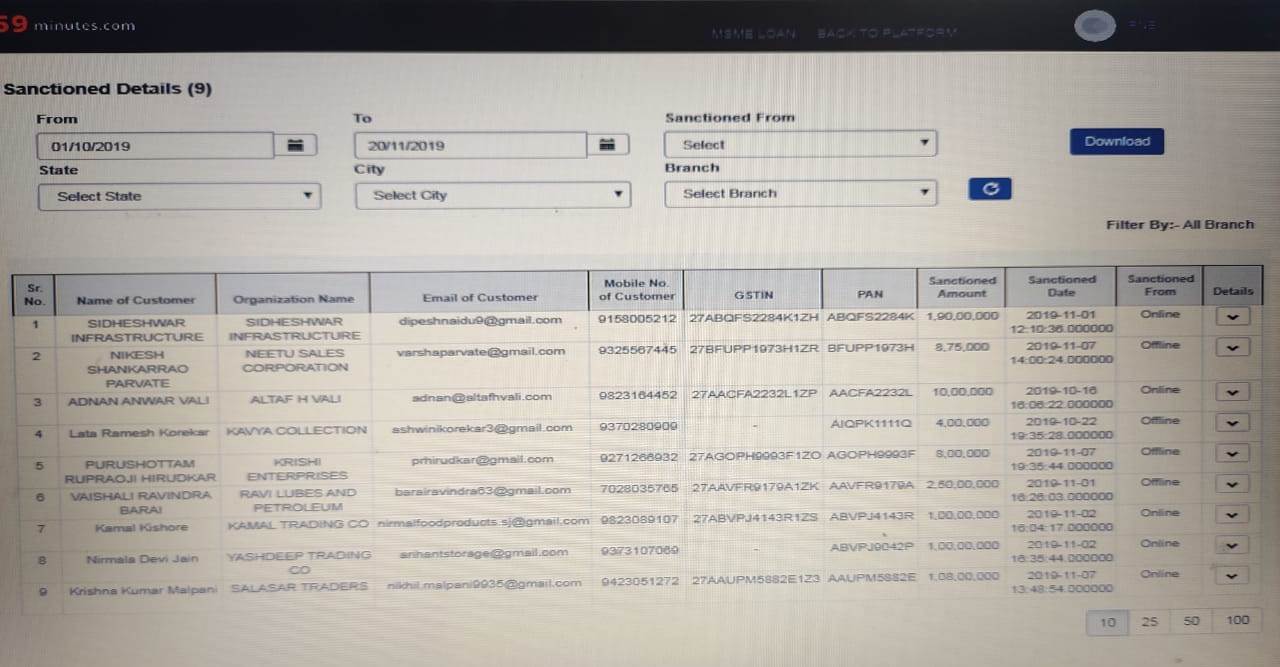 59 minutes.com
MSME LOAN BACK TO PLATFORM
Sanctioned Details (9)
From To Sanctioned From
01/10/2019 20/11/2019 Select Download
State City Branch
Select State Select City Select Branch
Filter By:- All Branch
Sr. No. Name of Customer Organization Name Email of Customer Mobile No. of Customer GSTIN PAN Sanctioned Amount Sanctioned Date Sanctioned From Details
1 SIDHESHWAR INFRASTRUCTURE SIDHESHWAR INFRASTRUCTURE dipeshnaidu9@gmail.com 9158005212 27ABQFS2284K1ZH ABQFS2284K 1,90,00,000 2019-11-01 12:10:36.000000 Online
2 NIKESH SHANKARRAO PARVATE NEETU SALES CORPORATION varshaparvate@gmail.com 9325567445 27BFUPP1973H1ZR BFUPP1973H 8,75,000 2019-11-07 14:00:24.000000 Offline
3 ADNAN ANWAR VALI ALTAF H VALI adnan@altafhvali.com 9823164452 27AACFA2232L1ZP AACFA2232L 10,00,000 2019-10-16 16:06:22.000000 Online
4 Lata Ramesh Korekar KAVYA COLLECTION ashwinikorekar3@gmail.com 9370280909 - AIQPK1111Q 4,00,000 2019-10-22 19:35:28.000000 Offline
5 PURUSHOTTAM RUPRAOJI HIRUDKAR KRISHI ENTERPRISES prhirudkar@gmail.com 9271266932 27AGOPH9993F1ZO AGOPH9993F 8,00,000 2019-11-07 19:35:44.000000 Offline
6 VAISHALI RAVINDRA BARAI RAVI LUBES AND PETROLEUM barairavindra63@gmail.com 7028035765 27AAVFR9179A1ZK AAVFR9179A 2,50,00,000 2019-11-01 16:26:03.000000 Offline
7 Kamal Kishore KAMAL TRADING CO nirmalfoodproducts.sj@gmail.com 9823089107 27ABVPJ4143R1ZS ABVPJ4143R 1,00,00,000 2019-11-02 16:04:17.000000 Online
8 Nirmala Devi Jain YASHDEEP TRADING CO arihantstorage@gmail.com 9373107069 - ABVPJ9042P 1,00,00,000 2019-11-02 16:35:44.000000 Online
9 Krishna Kumar Malpani SALASAR TRADERS nikhil.malpani9935@gmail.com 9423051272 27AAUPM5882E1Z3 AAUPM5882E 1,08,00,000 2019-11-07 13:48:54.000000 Online
10 25 50 100